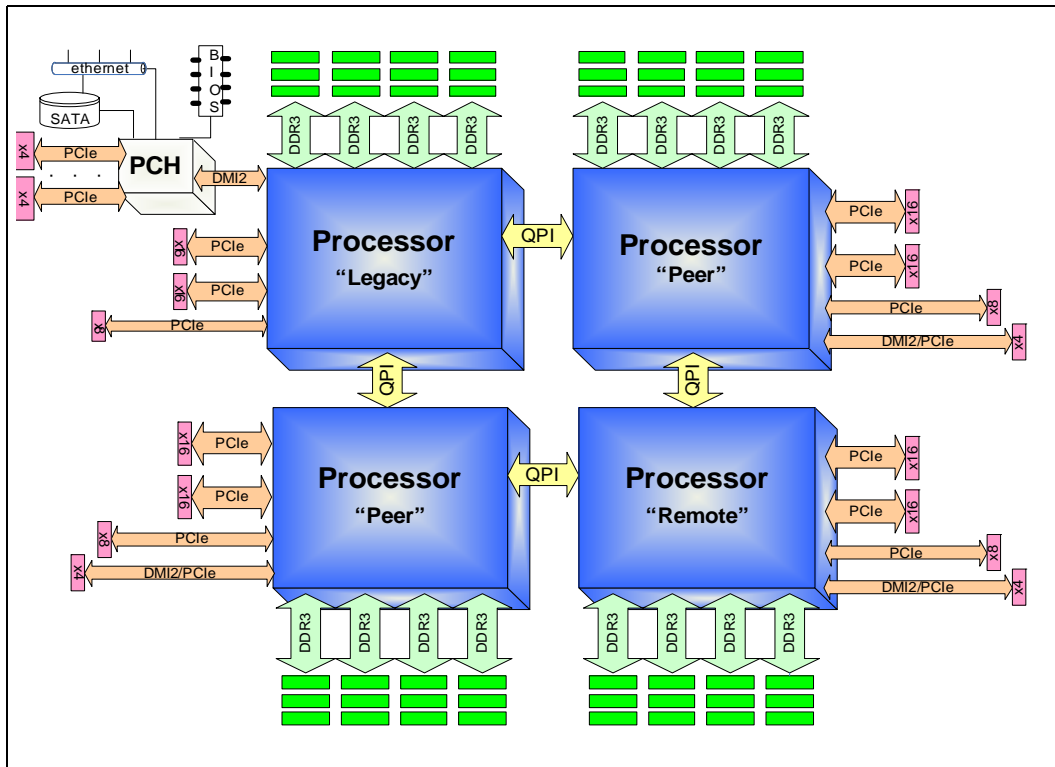 ethernet
BIOS
SATA
PCH
x4
PCIe
. . .
x4
PCIe
DMI2
DDR3
DDR3
DDR3
DDR3
Processor
“Legacy”
x16
PCIe
x16
PCIe
x8
PCIe
QPI
DDR3
DDR3
DDR3
DDR3
Processor
“Peer”
PCIe
x16
PCIe
x16
PCIe
x8
DMI2/PCIe
x4
QPI
QPI
Processor
“Peer”
x16
PCIe
x16
PCIe
x8
PCIe
x4
DMI2/PCIe
DDR3
DDR3
DDR3
DDR3
QPI
Processor
“Remote”
PCIe
x16
PCIe
x16
PCIe
x8
DMI2/PCIe
x4
DDR3
DDR3
DDR3
DDR3